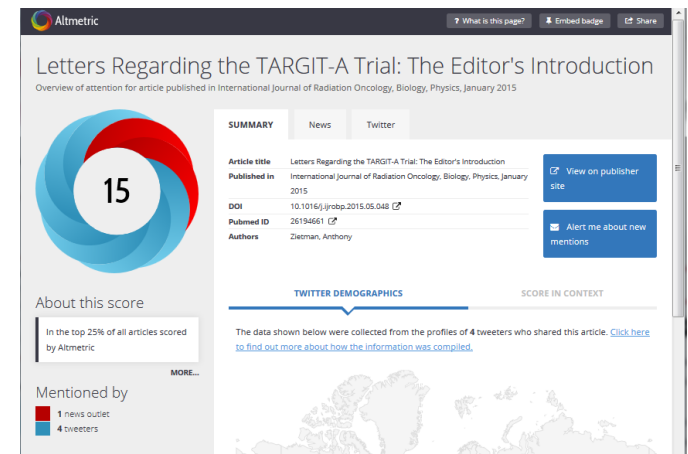 Altmetric
? What is this page?
Embed badge
Share
Letters Regarding the TARGIT-A Trial: The Editor's Introduction
Overview of attention for article published in International Journal of Radiation Oncology, Biology, Physics, January 2015
15
SUMMARY
News
Twitter
Article title Letters Regarding the TARGIT-A Trial: The Editor's Introduction
Published in International Journal of Radiation Oncology, Biology, Physics, January
2015
DOI 10.1016/j.ijrobp.2015.05.048
Pubmed ID 26194661
Authors Zietman, Anthony
View on publisher
site
Alert me about new
mentions
About this score
In the top 25% of all articles scored
by Altmetric
MORE...
Mentioned by
1 news outlet
4 tweeters
TWITTER DEMOGRAPHICS
SCORE IN CONTEXT
The data shown below were collected from the profiles of 4 tweeters who shared this article. Click here
to find out more about how the information was compiled.